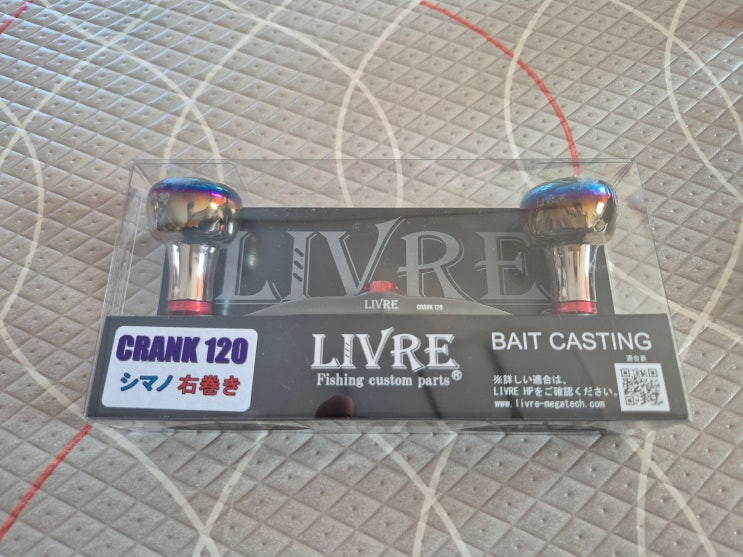 LIVRE
LIVRE
CRANK 120
CRANK 120
シマノ 右巻き
LIVRE
Fishing custom parts®
BAIT CASTING
適合表
※詳しい適合は、
LIVRE HPをご確認ください。
www.livre-megatech.com